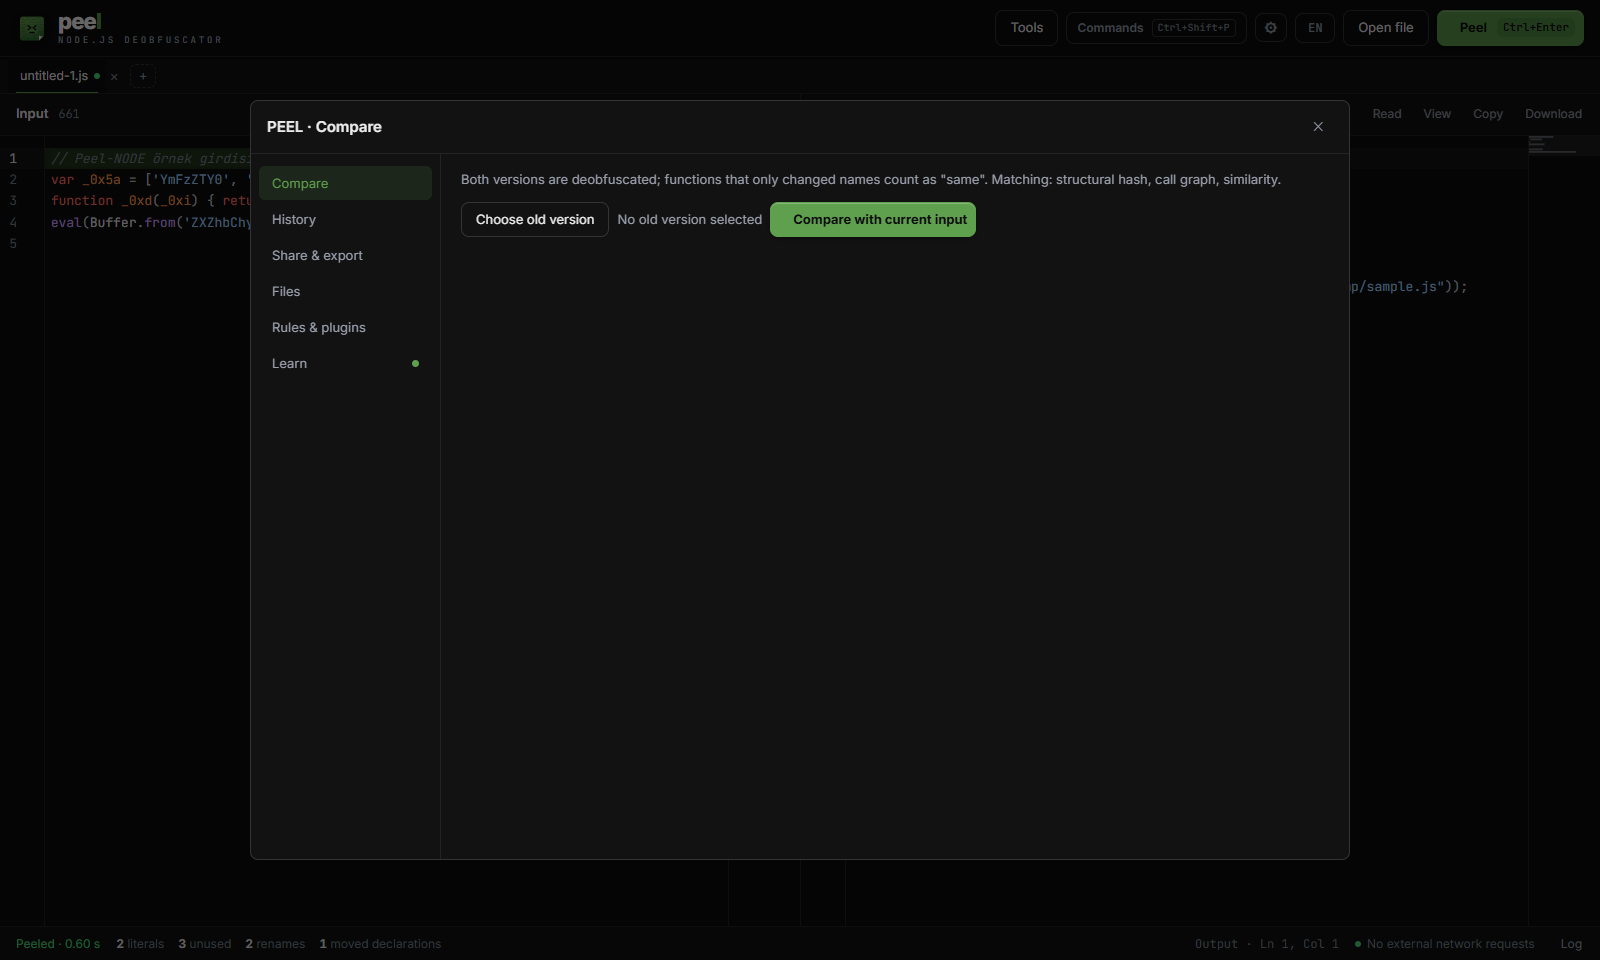 peel
NODE.JS DEOBFUSCATOR
Tools
Commands Ctrl+Shift+P
EN
Open file
Peel Ctrl+Enter
untitled-1.js
Input 661
Read View Copy Download
PEEL · Compare
Compare
History
Share & export
Files
Rules & plugins
Learn
Both versions are deobfuscated; functions that only changed names count as "same". Matching: structural hash, call graph, similarity.
Choose old version No old version selected Compare with current input
1 // Peel-NODE örnek girdisi
2 var _0x5a = ['YmFzZTY0', '
3 function _0xd(_0xi) { retu
4 eval(Buffer.from('ZXZhbChy
5
p/sample.js"));
Peeled · 0.60 s 2 literals 3 unused 2 renames 1 moved declarations
Output · Ln 1, Col 1 No external network requests Log